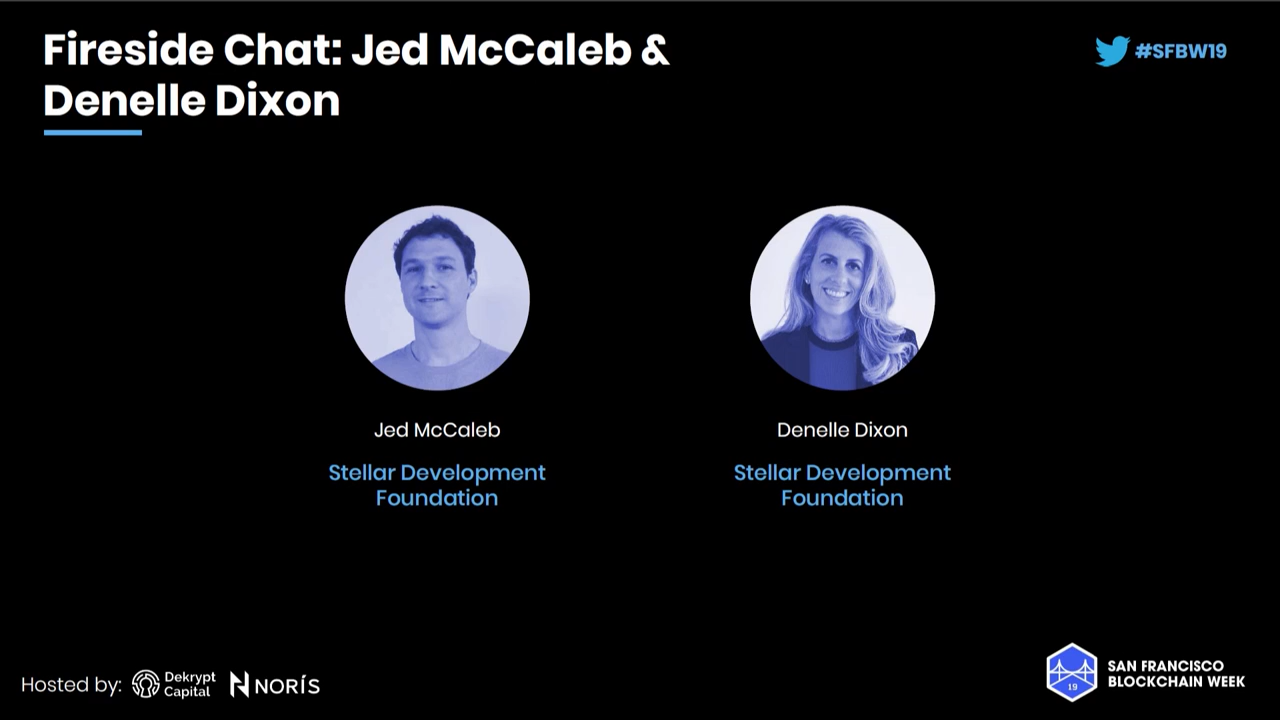 Fireside Chat: Jed McCaleb &
Denelle Dixon
#SFBW19
Jed McCaleb
Stellar Development
Foundation
Denelle Dixon
Stellar Development
Foundation
Hosted by:
Dekrypt
Capital
NORÍS
19
SAN FRANCISCO
BLOCKCHAIN WEEK